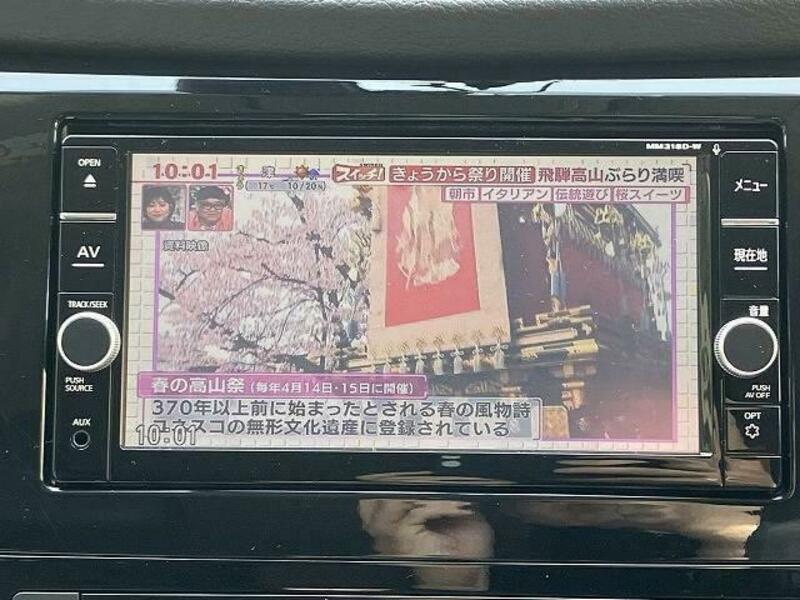 MM318D-W
OPEN
AV
TRACK/SEEK
PUSH
SOURCE
AUX
10:01
津
17℃ 10/20%
スイッチ!
きょうから祭り開催 飛騨高山ぶらり満喫
朝市 イタリアン 伝統遊び 桜スイーツ
資料映像
春の高山祭(毎年4月14日・15日に開催)
370年以上前に始まったとされる春の風物詩
ユネスコの無形文化遺産に登録されている
10:01
メニュー
現在地
音量
PUSH
AV OFF
OPT